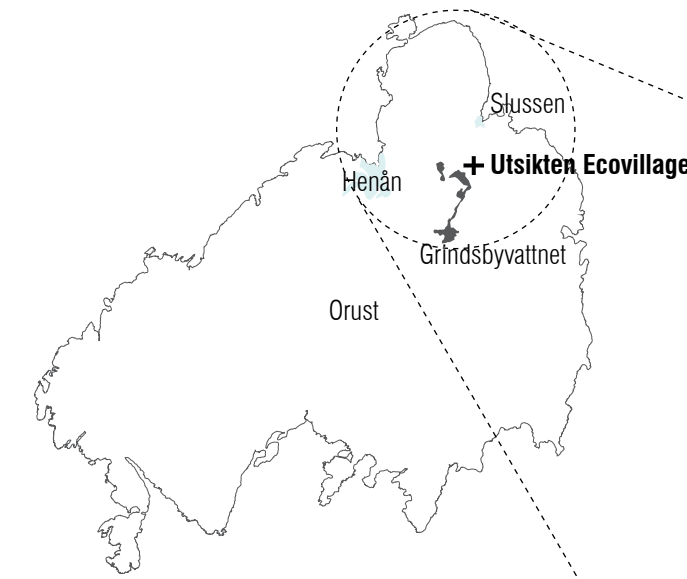 Slussen
Utsikten Ecovillage
Henån
Grindsbyvattnet
Orust